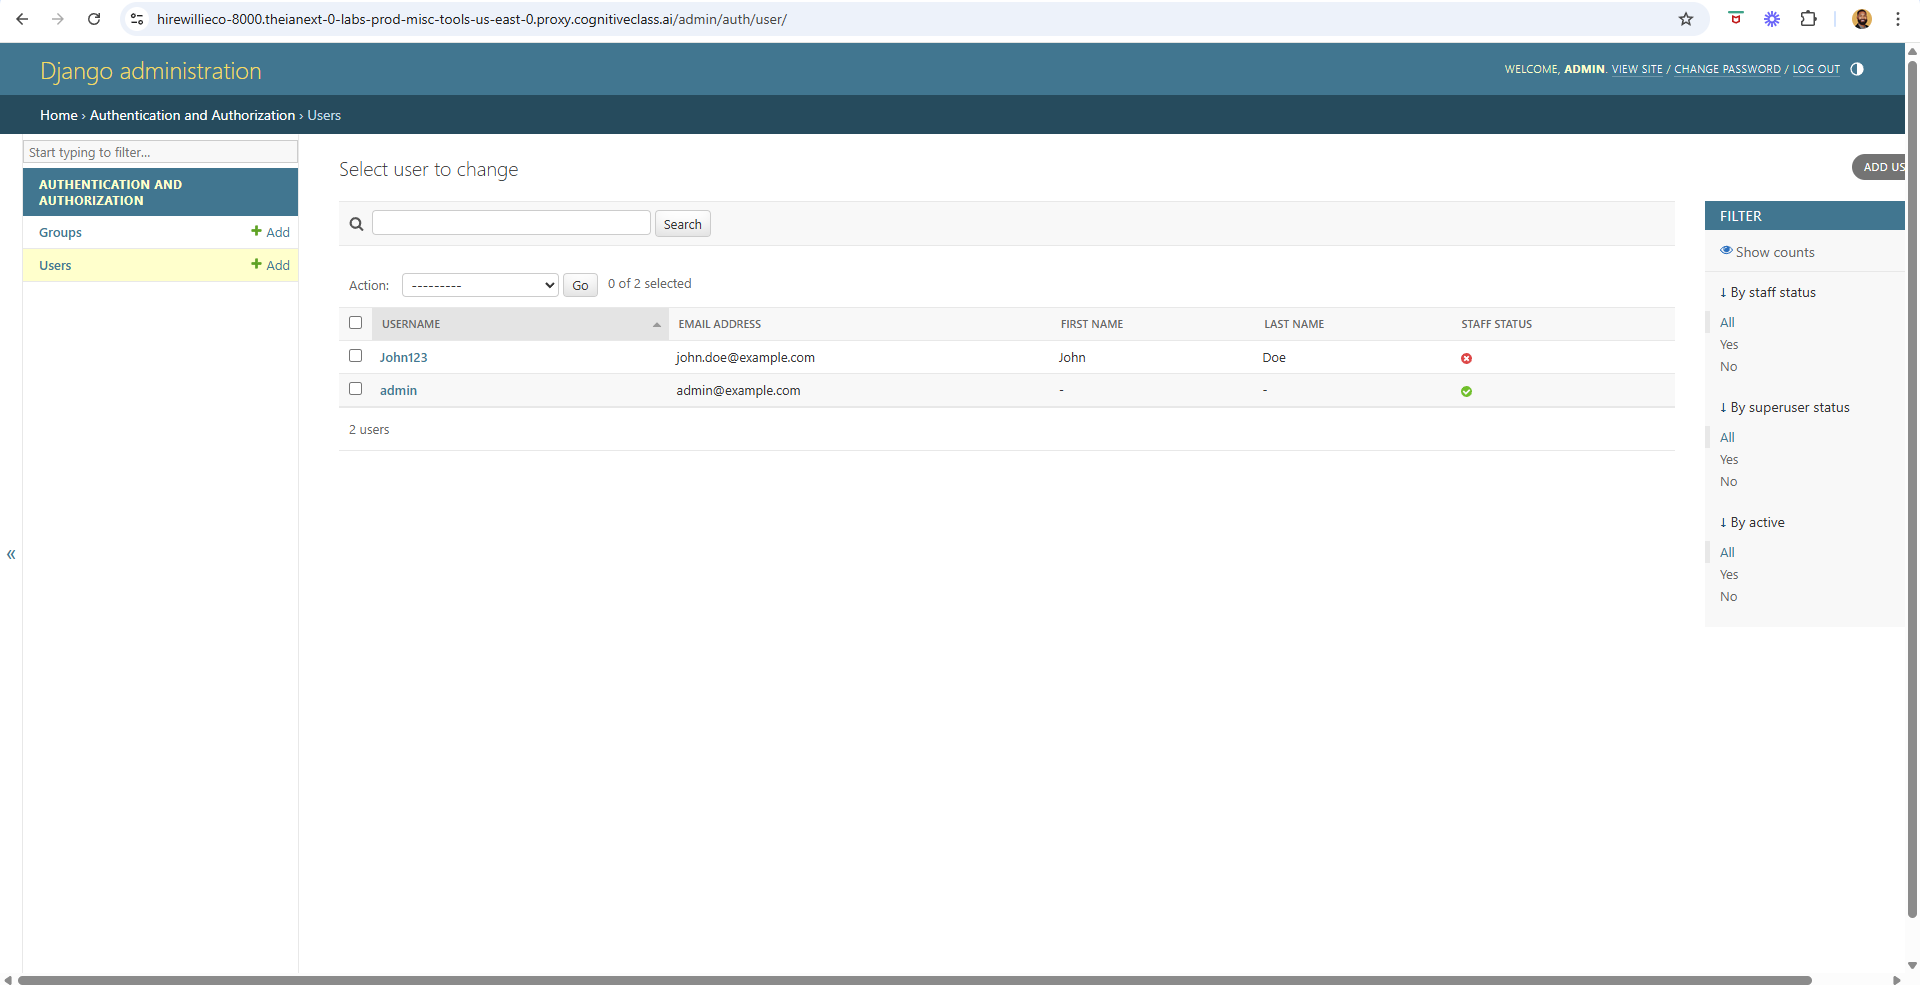 hirewillieco-8000.theianext-0-labs-prod-misc-tools-us-east-0.proxy.cognitiveclass.ai/admin/auth/user/
Django administration
WELCOME, ADMIN. VIEW SITE / CHANGE PASSWORD / LOG OUT
Home › Authentication and Authorization › Users
Start typing to filter...
AUTHENTICATION AND
AUTHORIZATION
Groups + Add
Users + Add
«
Select user to change
ADD US
Search
Action: --------- Go 0 of 2 selected
USERNAME EMAIL ADDRESS FIRST NAME LAST NAME STAFF STATUS
John123 john.doe@example.com John Doe
admin admin@example.com - -
2 users
FILTER
Show counts
↓ By staff status
All
Yes
No
↓ By superuser status
All
Yes
No
↓ By active
All
Yes
No